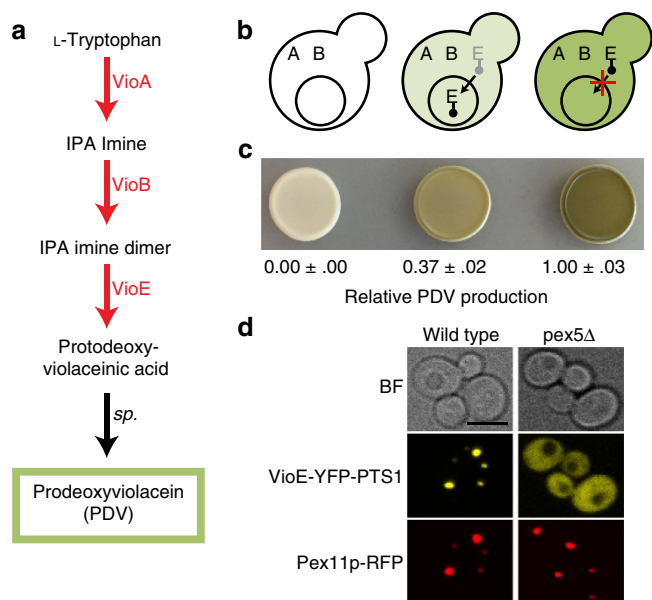 a
L-Tryptophan
VioA
IPA Imine
VioB
IPA imine dimer
VioE
Protodeoxy-
violaceinic acid
sp.
Prodeoxyviolacein
(PDV)
b
A B
A B E
E
A B E
c
0.00 ± .00 0.37 ± .02 1.00 ± .03
Relative PDV production
d
Wild type pex5Δ
BF
VioE-YFP-PTS1
Pex11p-RFP